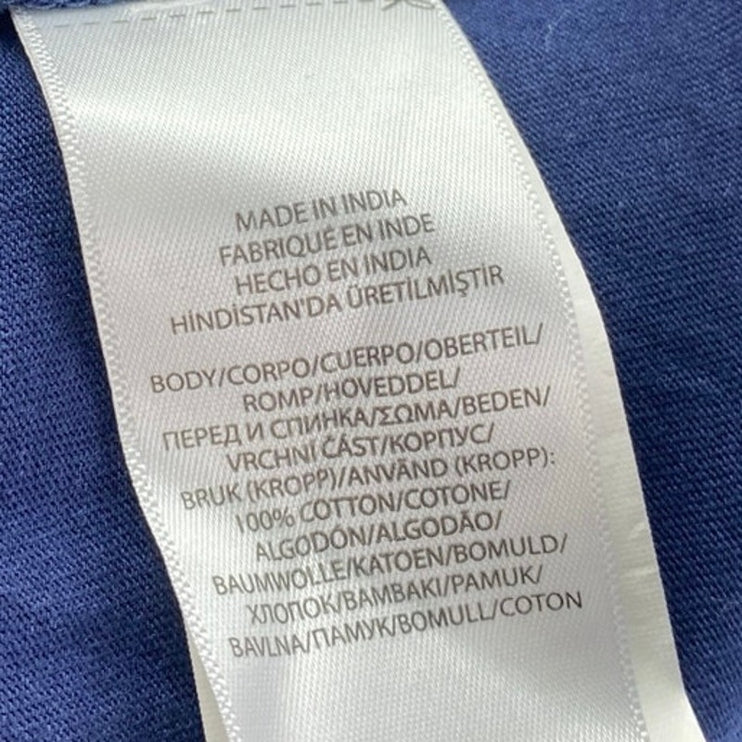 MADE IN INDIA
FABRIQUÉ EN INDE
HECHO EN INDIA
HİNDİSTAN'DA ÜRETİLMİŞTİR
BODY/CORPO/CUERPO/OBERTEIL/
ROMP/HOVEDDEL/
ПЕРЕД И СПИНКА/ΣΩΜΑ/BEDEN/
VRCHNÍ ČÁST/КОРПУС/
BRUK (KROPP)/ANVÄND (KROPP):
100% COTTON/COTONE/
ALGODÓN/ALGODÃO/
BAUMWOLLE/KATOEN/BOMULD/
ХЛОПОК/ΒΑΜΒΑΚΙ/PAMUK/
BAVLNA/ПАМУК/BOMULL/COTON